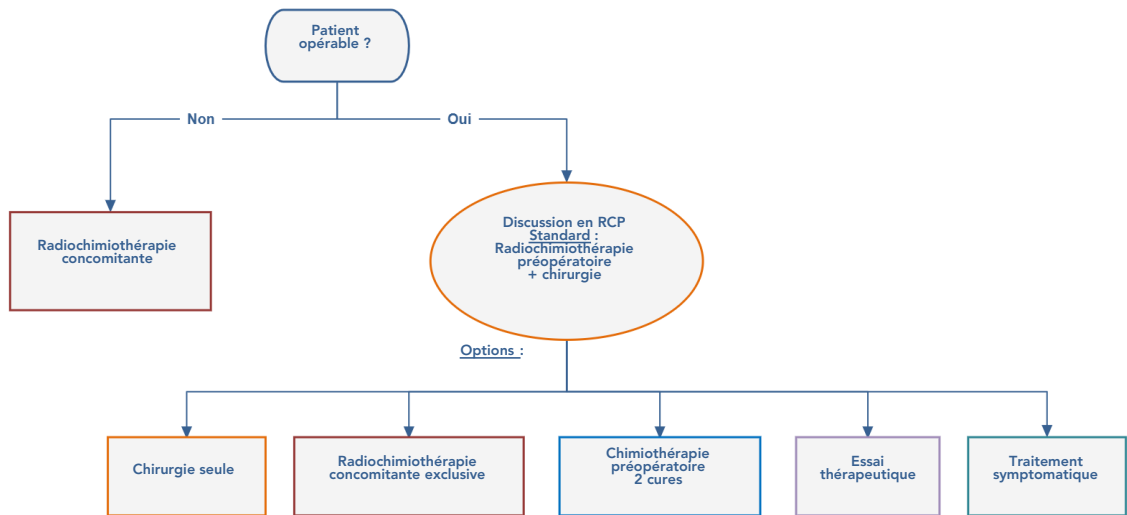 Patient
opérable ?
Non
Oui
Radiochimiothérapie
concomitante
Discussion en RCP
Standard :
Radiochimiothérapie
préopératoire
+ chirurgie
Options :
Chirurgie seule
Radiochimiothérapie
concomitante exclusive
Chimiothérapie
préopératoire
2 cures
Essai
thérapeutique
Traitement
symptomatique